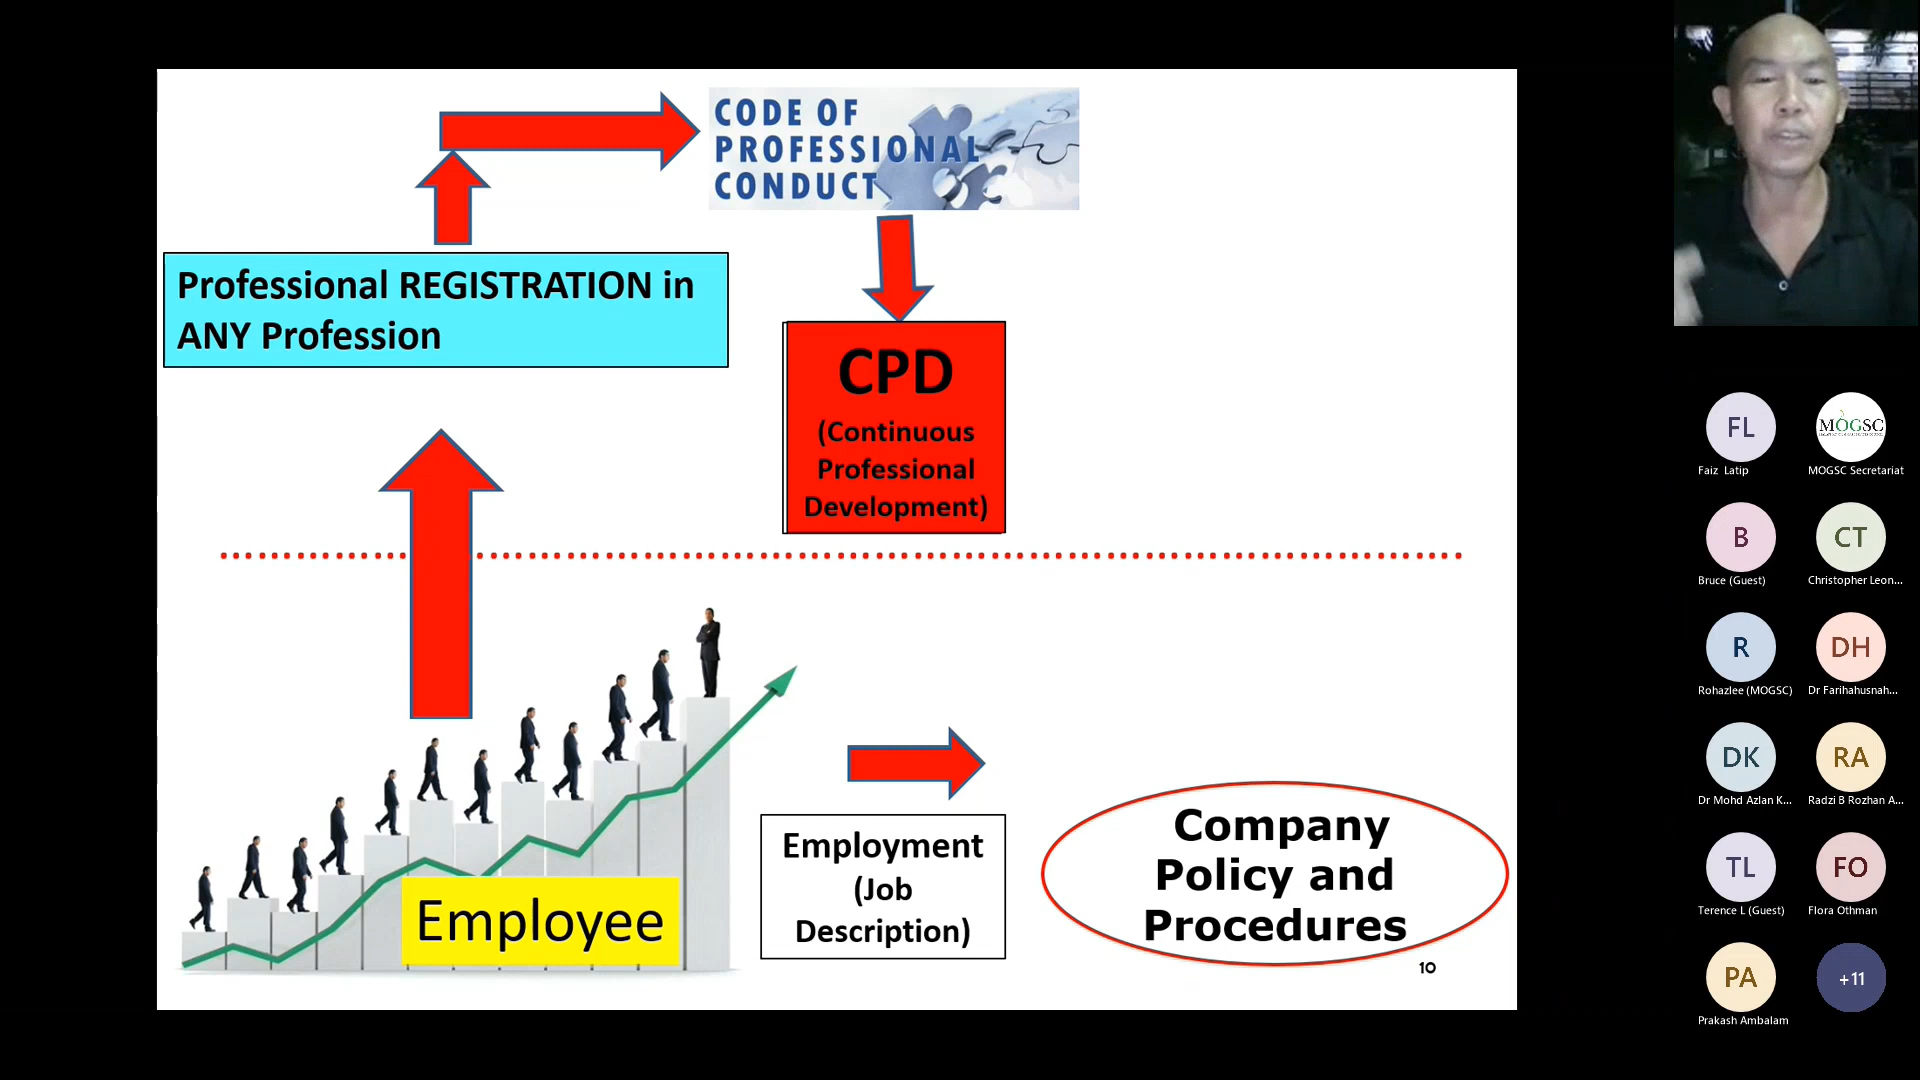 CODE OF
PROFESSIONAL
CONDUCT
Professional REGISTRATION in
ANY Profession
CPD
(Continuous
Professional
Development)
Employee
Employment
(Job
Description)
Company
Policy and
Procedures
10
FL
MOGSC
Faiz Latip
MOGSC Secretariat
B
CT
Bruce (Guest)
Christopher Leon...
R
DH
Rohazlee (MOGSC)
Dr Farihahusnah...
DK
RA
Dr Mohd Azlan K...
Radzi B Rozhan A...
TL
FO
Terence L (Guest)
Flora Othman
PA
+11
Prakash Ambalam